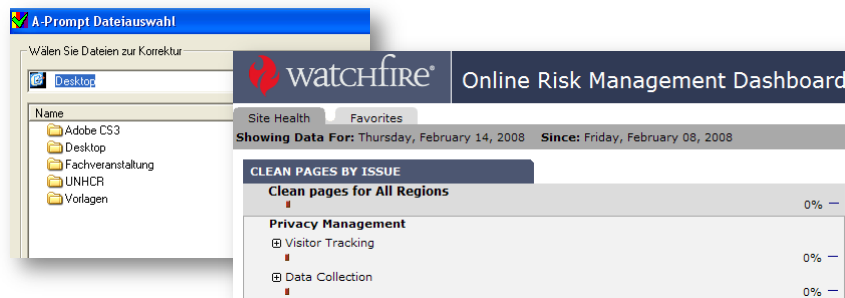 A-Prompt Dateiauswahl
Wälen Sie Dateien zur Korrektur
Desktop
Name
Adobe CS3
Desktop
Fachveranstaltung
UNHCR
Vorlagen
watchfire®
Online Risk Management Dashboard
Site Health Favorites
Showing Data For: Thursday, February 14, 2008 Since: Friday, February 08, 2008
CLEAN PAGES BY ISSUE
Clean pages for All Regions
0%
Privacy Management
Visitor Tracking
0%
Data Collection
0%